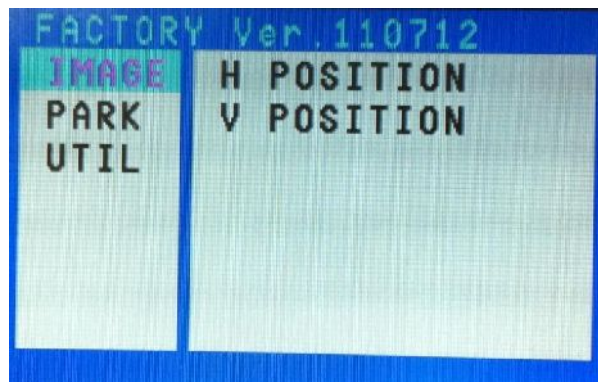 FACTORY Ver.110712
IMAGE
PARK
UTIL
H POSITION
V POSITION